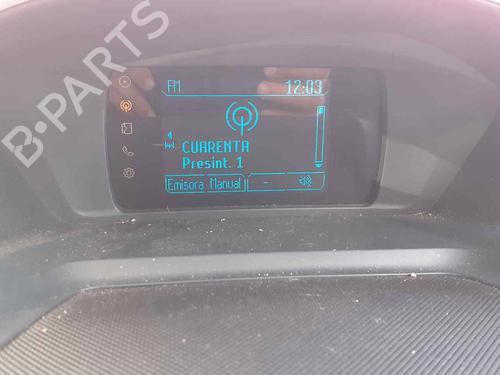 B-PARTS
FM 12:03
CUARENTA
Presint. 1
Emisora Manual -